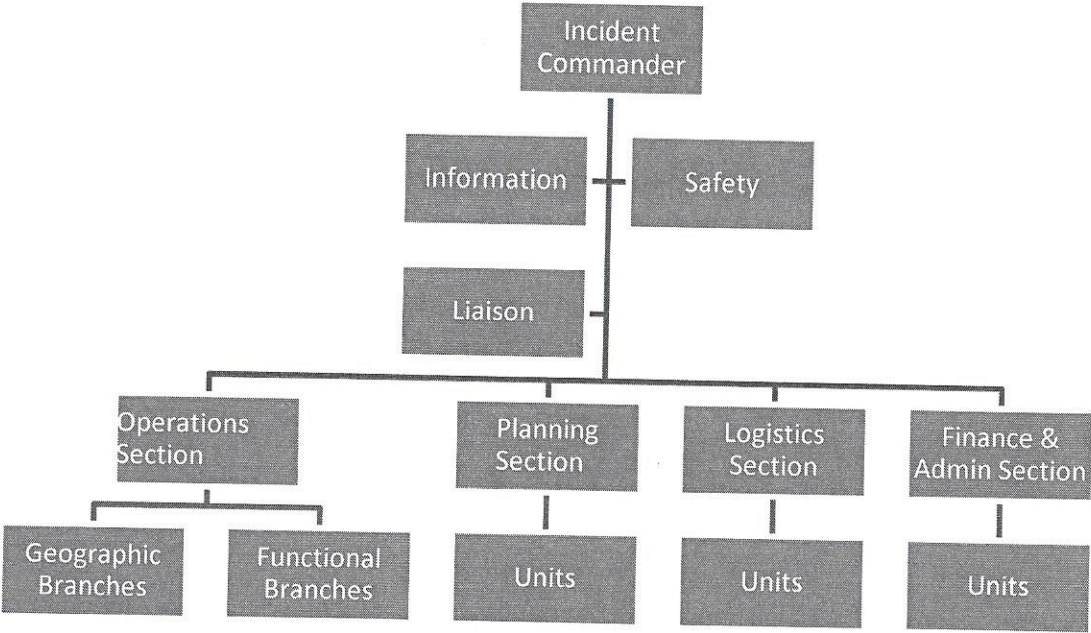 Incident
Commander
Information
Safety
Liaison
Operations
Section
Planning
Section
Logistics
Section
Finance &
Admin Section
Geographic
Branches
Functional
Branches
Units
Units
Units